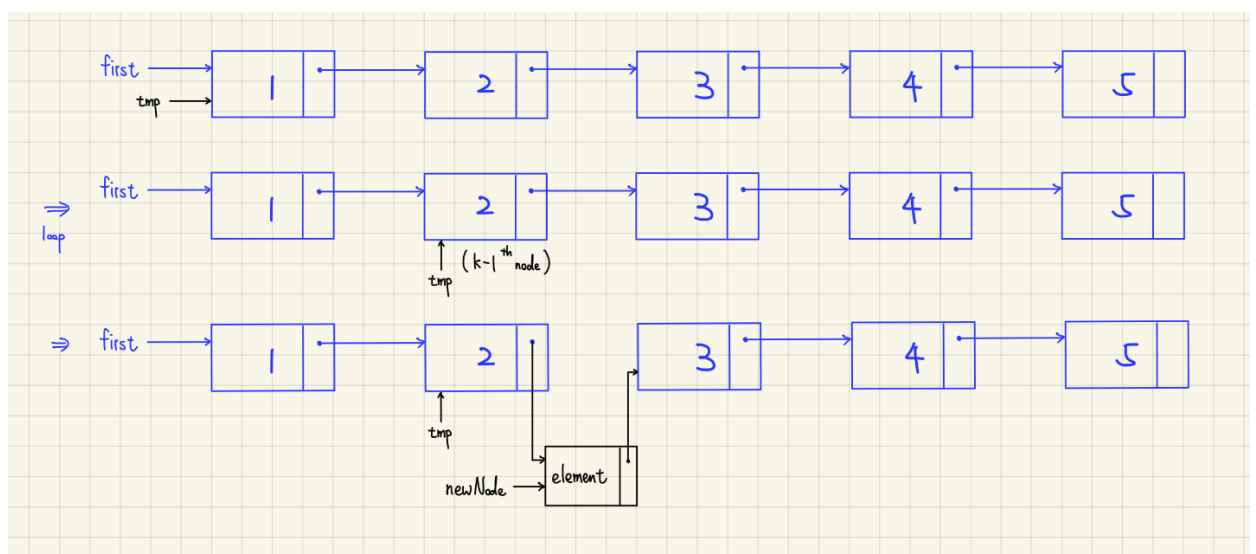 first 1 2 3 4 5
tmp
first 1 2 3 4 5
⇒
loop
tmp (k-1th node)
⇒ first 1 2 3 4 5
tmp
newNode element